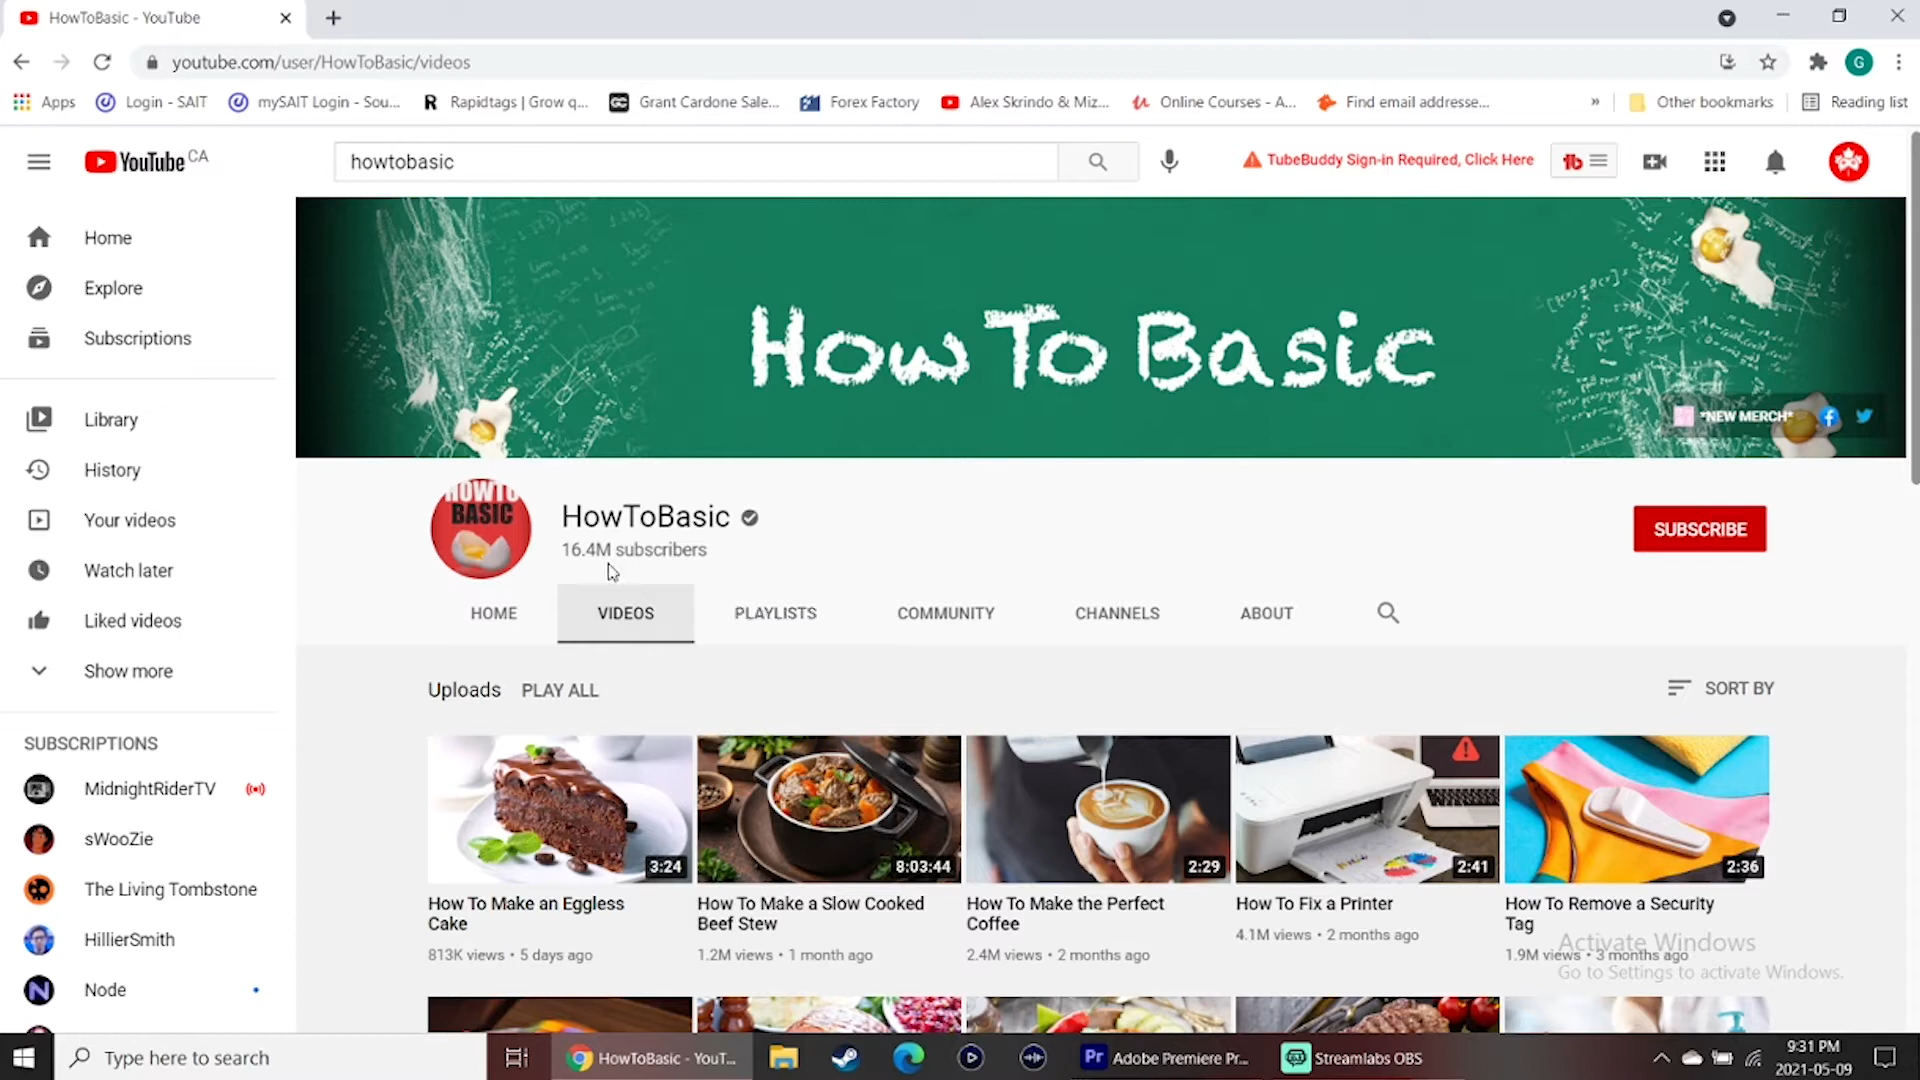 HowToBasic - YouTube
youtube.com/user/HowToBasic/videos
G
Apps
Login - SAIT
mySAIT Login - Sou...
R Rapidtags | Grow q...
GC Grant Cardone Sale...
Forex Factory
Alex Skrindo & Miz...
Online Courses - A...
Find email addresse...
»
Other bookmarks
Reading list
YouTube CA
howtobasic
TubeBuddy Sign-in Required, Click Here
tb
Home
Explore
Subscriptions
Library
History
Your videos
Watch later
Liked videos
Show more
SUBSCRIPTIONS
MidnightRiderTV
sWooZie
The Living Tombstone
HillierSmith
Node
How To Basic
*NEW MERCH*
HOWTO
BASIC
HowToBasic
16.4M subscribers
SUBSCRIBE
HOME
VIDEOS
PLAYLISTS
COMMUNITY
CHANNELS
ABOUT
Uploads
PLAY ALL
SORT BY
3:24
8:03:44
2:29
2:41
2:36
How To Make an Eggless
Cake
813K views • 5 days ago
How To Make a Slow Cooked
Beef Stew
1.2M views • 1 month ago
How To Make the Perfect
Coffee
2.4M views • 2 months ago
How To Fix a Printer
4.1M views • 2 months ago
How To Remove a Security
Tag
1.9M views • 3 months ago
Activate Windows
Go to Settings to activate Windows.
Type here to search
HowToBasic - YouT...
Pr Adobe Premiere Pr...
Streamlabs OBS
9:31 PM
2021-05-09